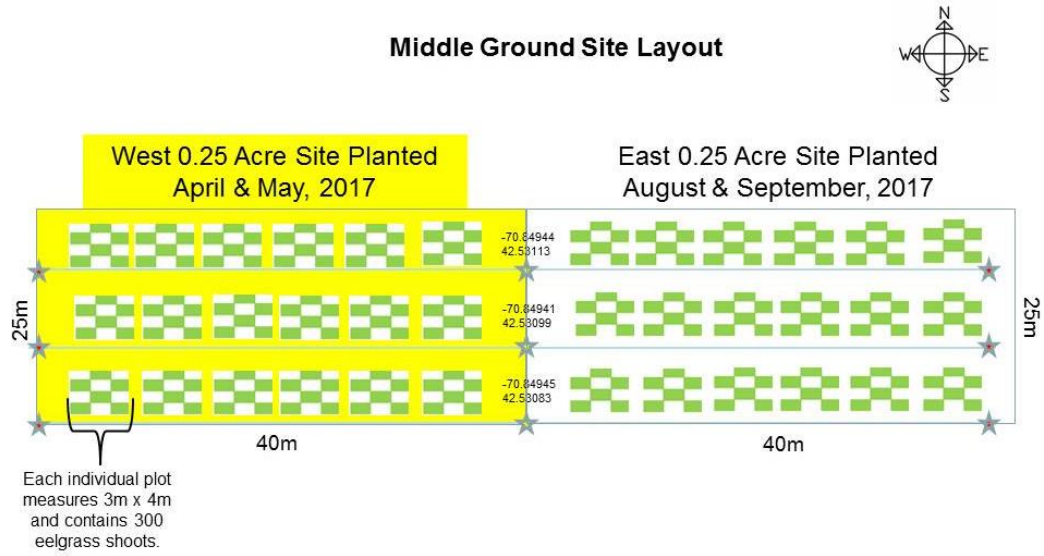 Middle Ground Site Layout
N
W
E
S
West 0.25 Acre Site Planted
April & May, 2017
East 0.25 Acre Site Planted
August & September, 2017
-70.84944
42.53113
25m
-70.84941
42.53099
25m
-70.84945
42.53083
40m
40m
Each individual plot
measures 3m x 4m
and contains 300
eelgrass shoots.